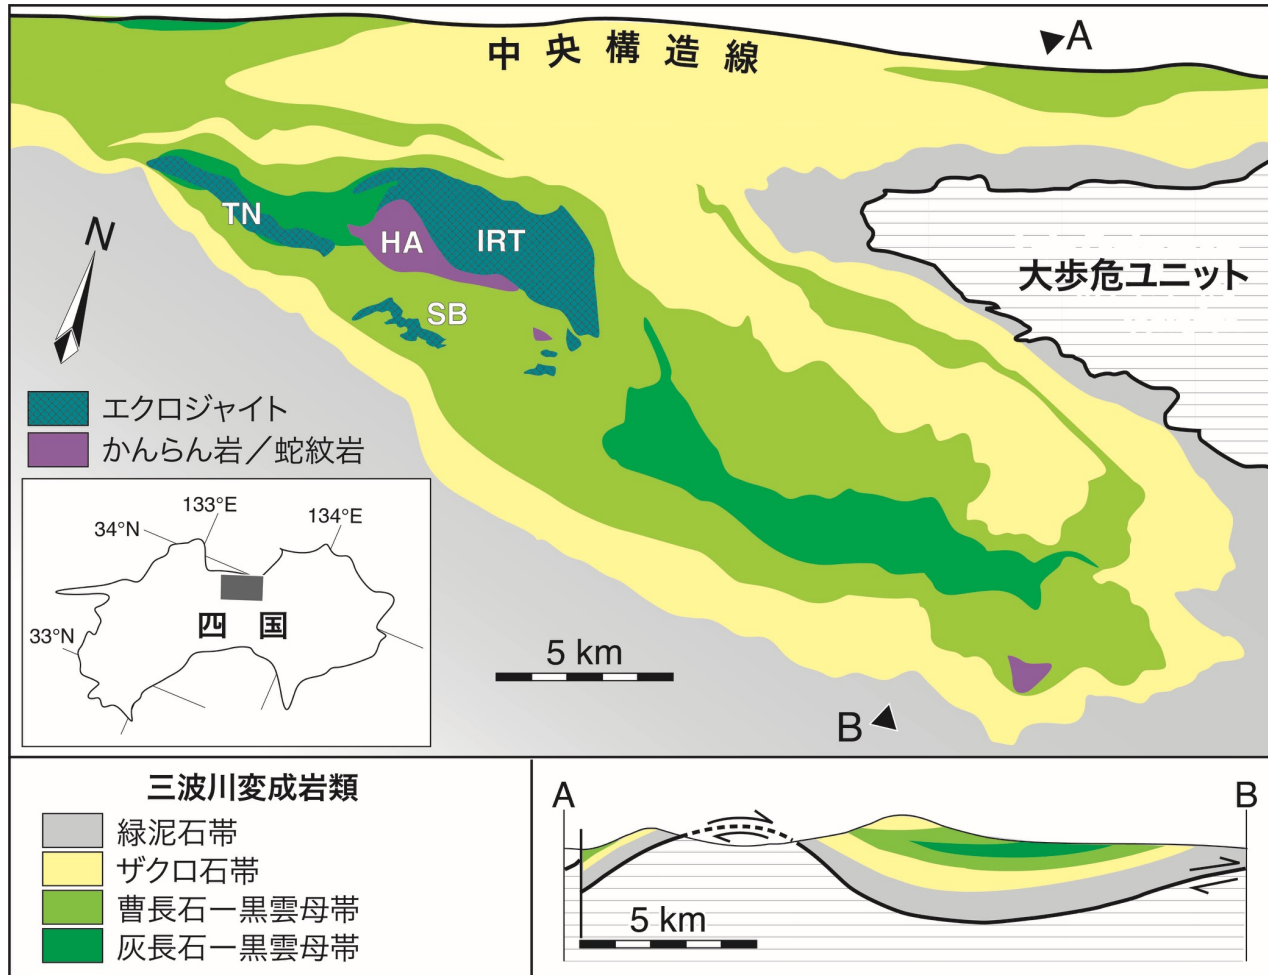 中央構造線
A
N
TN
HA
IRT
SB
大歩危ユニット
エクロジャイト
かんらん岩／蛇紋岩
133°E
34°N
134°E
33°N
四国
5 km
B
三波川変成岩類
緑泥石帯
ザクロ石帯
曹長石ー黒雲母帯
灰長石ー黒雲母帯
A
B
5 km